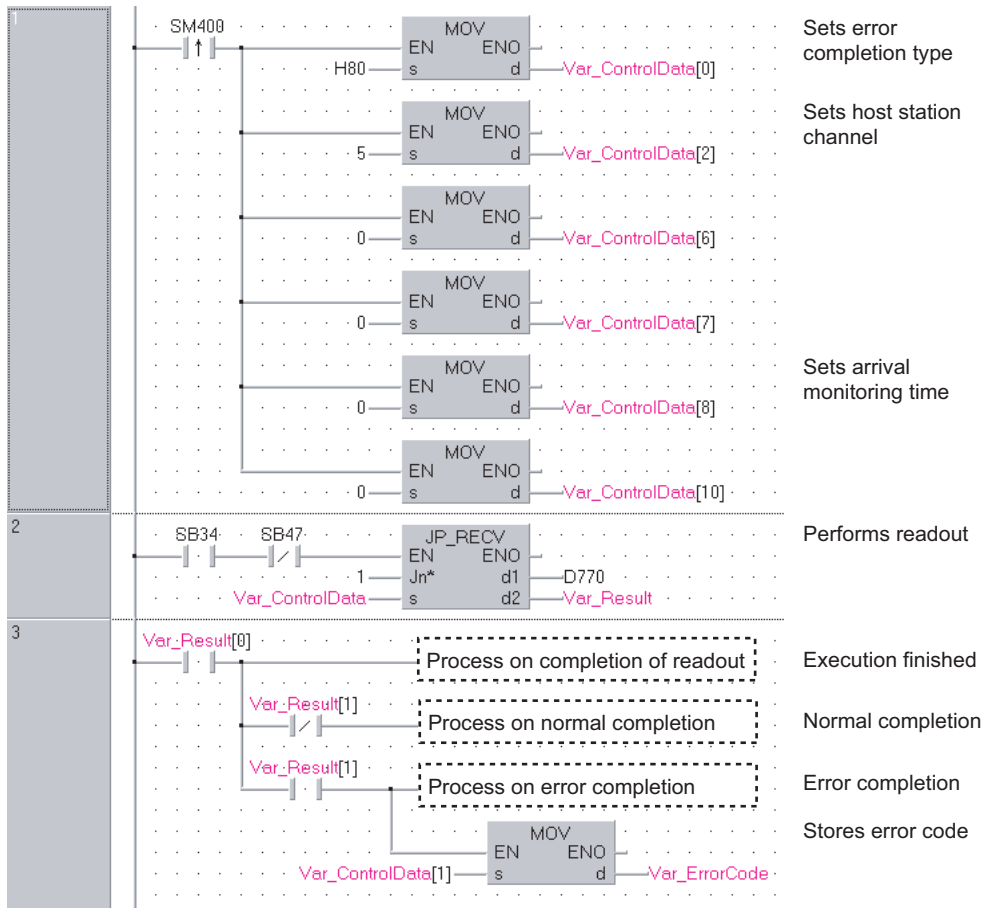 1
SM400
MOV
EN ENO
H80 s d Var_ControlData[0]
Sets error
completion type
MOV
EN ENO
5 s d Var_ControlData[2]
Sets host station
channel
MOV
EN ENO
0 s d Var_ControlData[6]
MOV
EN ENO
0 s d Var_ControlData[7]
MOV
EN ENO
0 s d Var_ControlData[8]
Sets arrival
monitoring time
MOV
EN ENO
0 s d Var_ControlData[10]
2
SB34 SB47 JP_RECV
EN ENO
1 Jn* d1 D770
Var_ControlData s d2 Var_Result
Performs readout
3
Var_Result[0]
Process on completion of readout Execution finished
Var_Result[1]
Process on normal completion Normal completion
Var_Result[1]
Process on error completion Error completion
MOV Stores error code
EN ENO
Var_ControlData[1] s d Var_ErrorCode